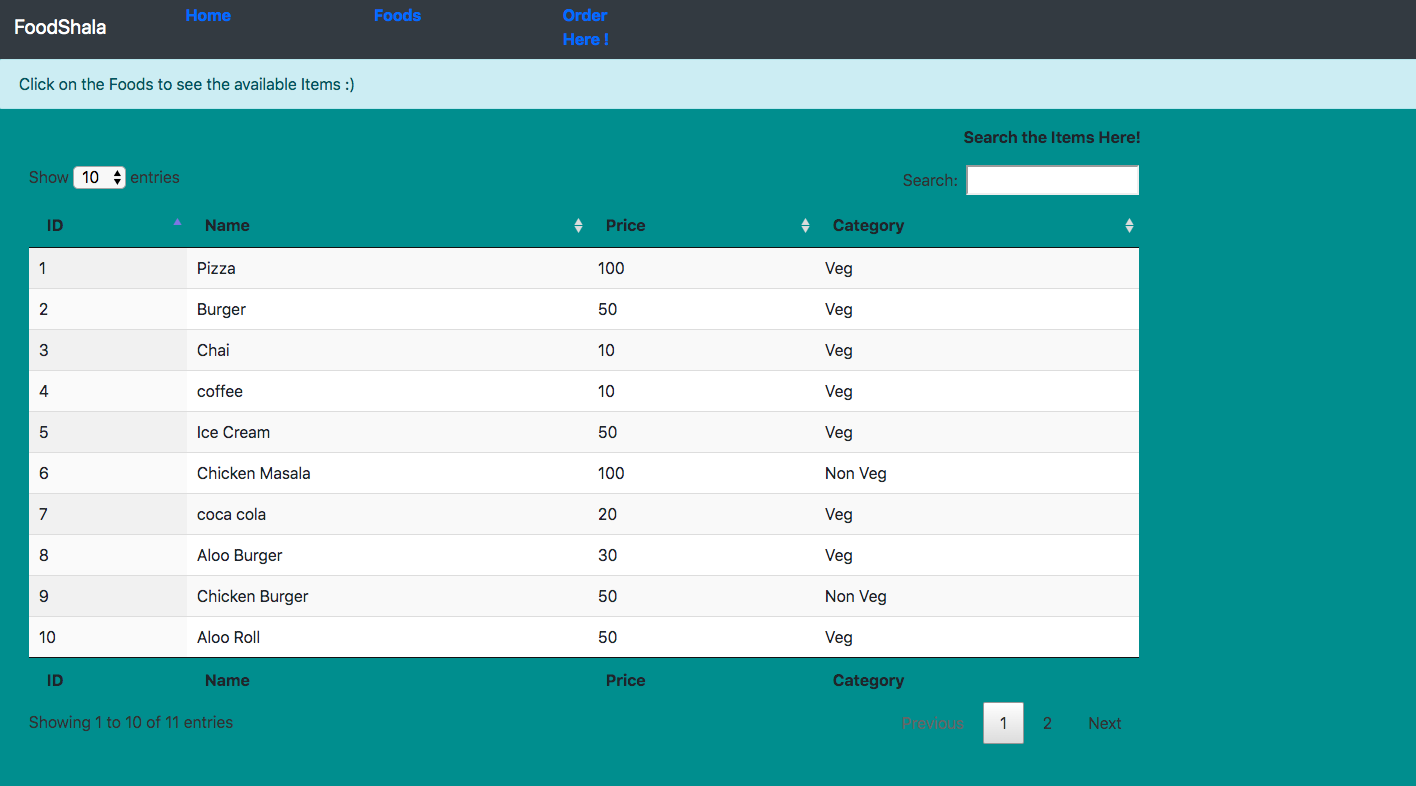 FoodShala Home Foods Order
Here !
Click on the Foods to see the available Items :)
Search the Items Here!
Show 10 entries Search:
ID Name Price Category
1 Pizza 100 Veg
2 Burger 50 Veg
3 Chai 10 Veg
4 coffee 10 Veg
5 Ice Cream 50 Veg
6 Chicken Masala 100 Non Veg
7 coca cola 20 Veg
8 Aloo Burger 30 Veg
9 Chicken Burger 50 Non Veg
10 Aloo Roll 50 Veg
ID Name Price Category
Showing 1 to 10 of 11 entries Previous 1 2 Next